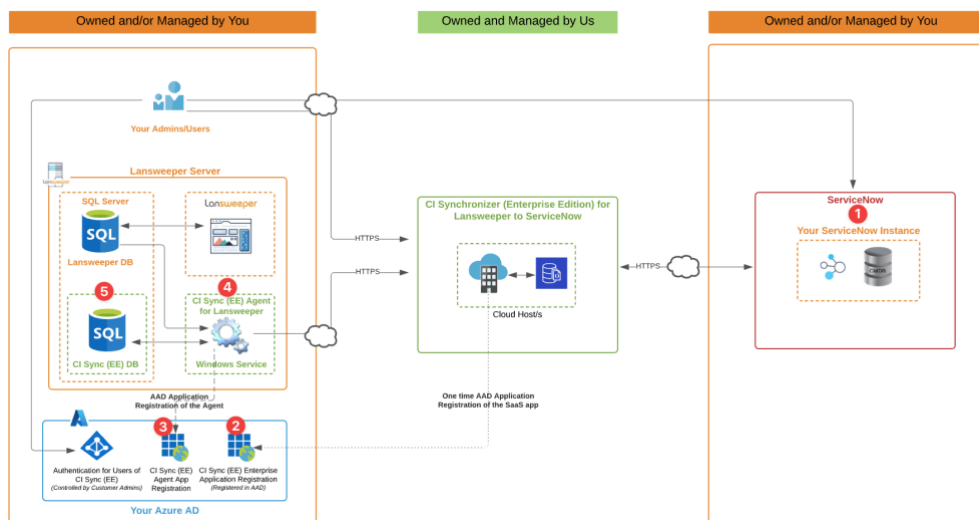 Owned and/or Managed by You
Owned and Managed by Us
Owned and/or Managed by You
Your Admins/Users
Lansweeper Server
lansweeper
SQL Server
SQL
Lansweeper DB
lansweeper
5
SQL
CI Sync (EE) DB
4
CI Sync (EE) Agent
for Lansweeper
Windows Service
HTTPS
HTTPS
CI Synchronizer (Enterprise Edition) for
Lansweeper to ServiceNow
Cloud Host/s
HTTPS
ServiceNow
1
Your ServiceNow Instance
CMDB
AAD Application
Registration of the Agent
One time AAD Application
Registration of the SaaS app
Authentication for Users of
CI Sync (EE)
(Controlled by Customer Admins)
3
CI Sync (EE)
Agent App
Registration
2
CI Sync (EE) Enterprise
Application Registration
(Registered in AAD)
Your Azure AD